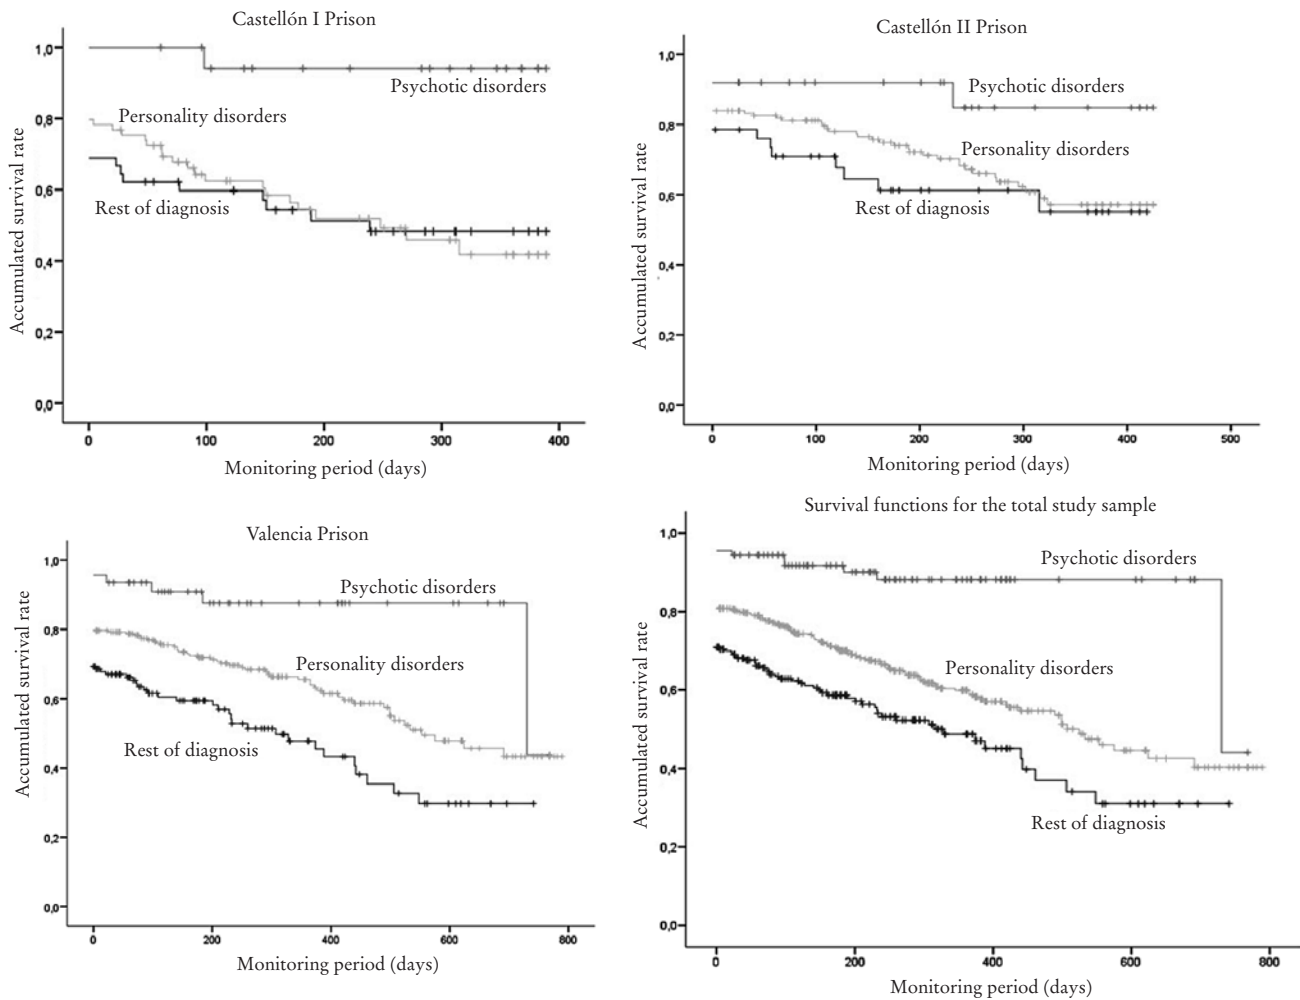 Castellón I Prison
Accumulated survival rate
1,0
0,8
0,6
0,4
0,2
0,0
Psychotic disorders
Personality disorders
Rest of diagnosis
0 100 200 300 400
Monitoring period (days)
Castellón II Prison
Accumulated survival rate
1,0
0,8
0,6
0,4
0,2
0,0
Psychotic disorders
Personality disorders
Rest of diagnosis
0 100 200 300 400 500
Monitoring period (days)
Valencia Prison
Accumulated survival rate
1,0
0,8
0,6
0,4
0,2
0,0
Psychotic disorders
Personality disorders
Rest of diagnosis
0 200 400 600 800
Monitoring period (days)
Survival functions for the total study sample
Accumulated survival rate
1,0
0,8
0,6
0,4
0,2
0,0
Psychotic disorders
Personality disorders
Rest of diagnosis
0 200 400 600 800
Monitoring period (days)